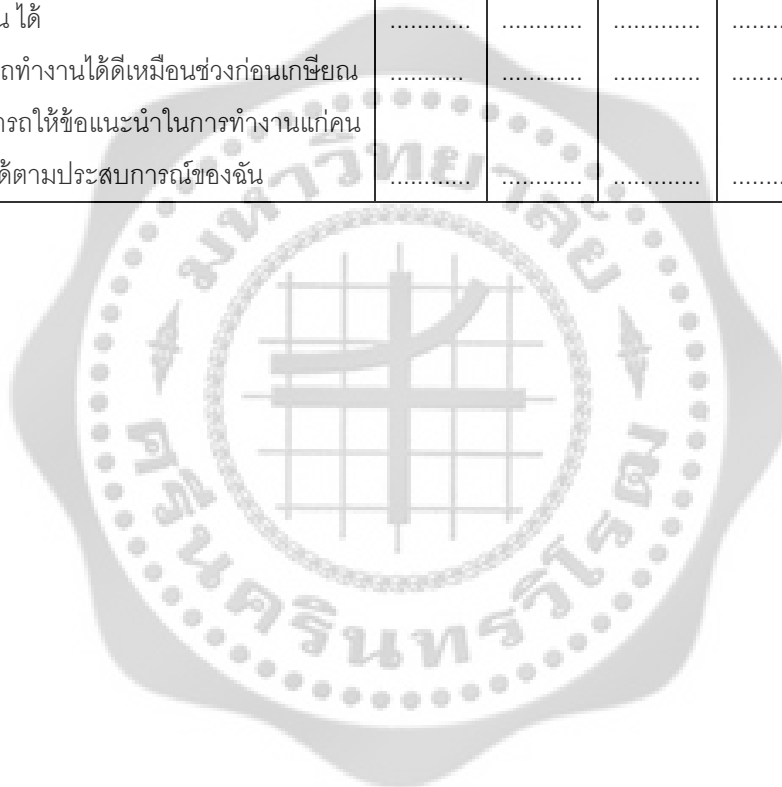 น ได้ ............ ............ ............. ........
ถทำงานได้ดีเหมือนช่วงก่อนเกษียณ ........... ............ ............. ........
ารถให้ข้อแนะนำในการทำงานแก่คน
ด้ตามประสบการณ์ของฉัน ............ ............ ............. ........
มหาวิทยาลัย
ศรีนครินทรวิโรฒ